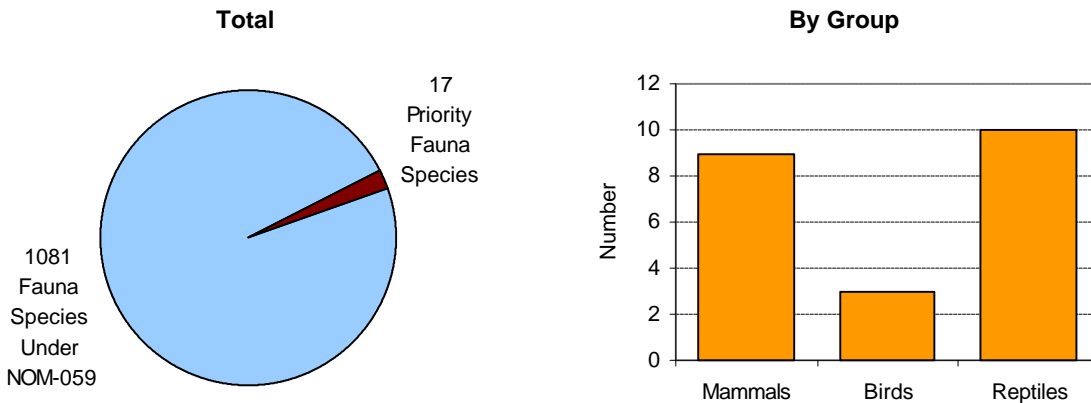 Total
17
Priority
Fauna
Species
1081
Fauna
Species
Under
NOM-059
By Group
12
10
8
6
4
2
0
Number
Mammals Birds Reptiles